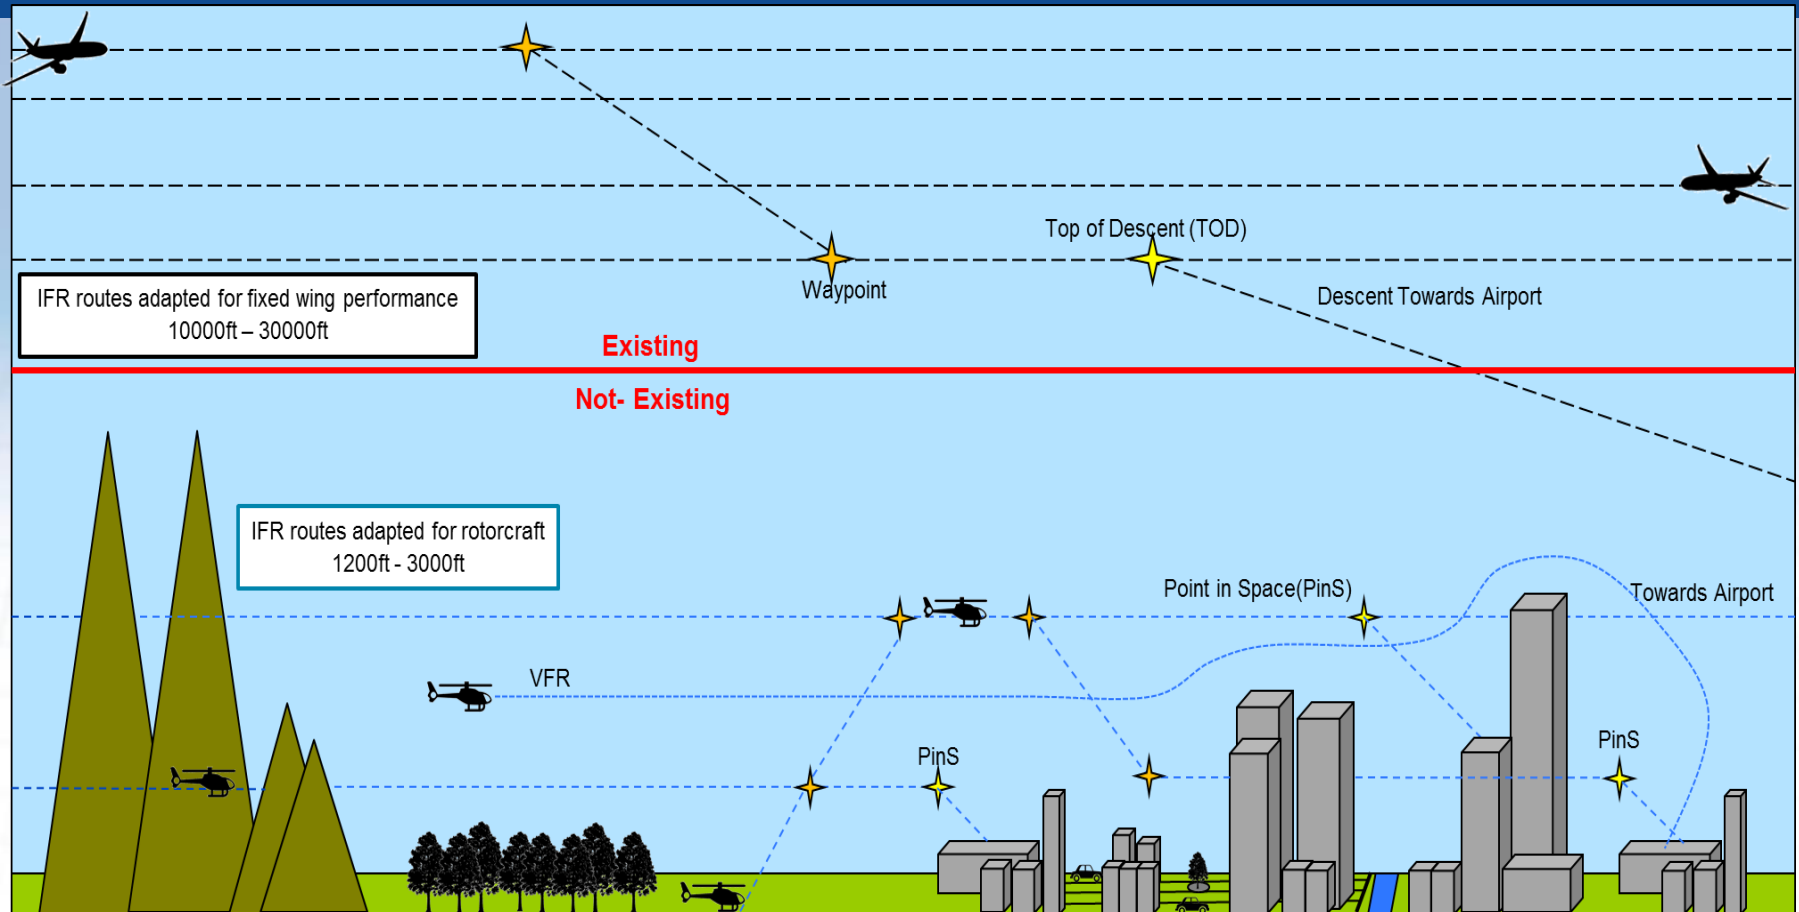 Top of Descent (TOD)
Waypoint
Descent Towards Airport
IFR routes adapted for fixed wing performance
10000ft – 30000ft
Existing
Not- Existing
IFR routes adapted for rotorcraft
1200ft - 3000ft
Point in Space(PinS)
Towards Airport
VFR
PinS
PinS